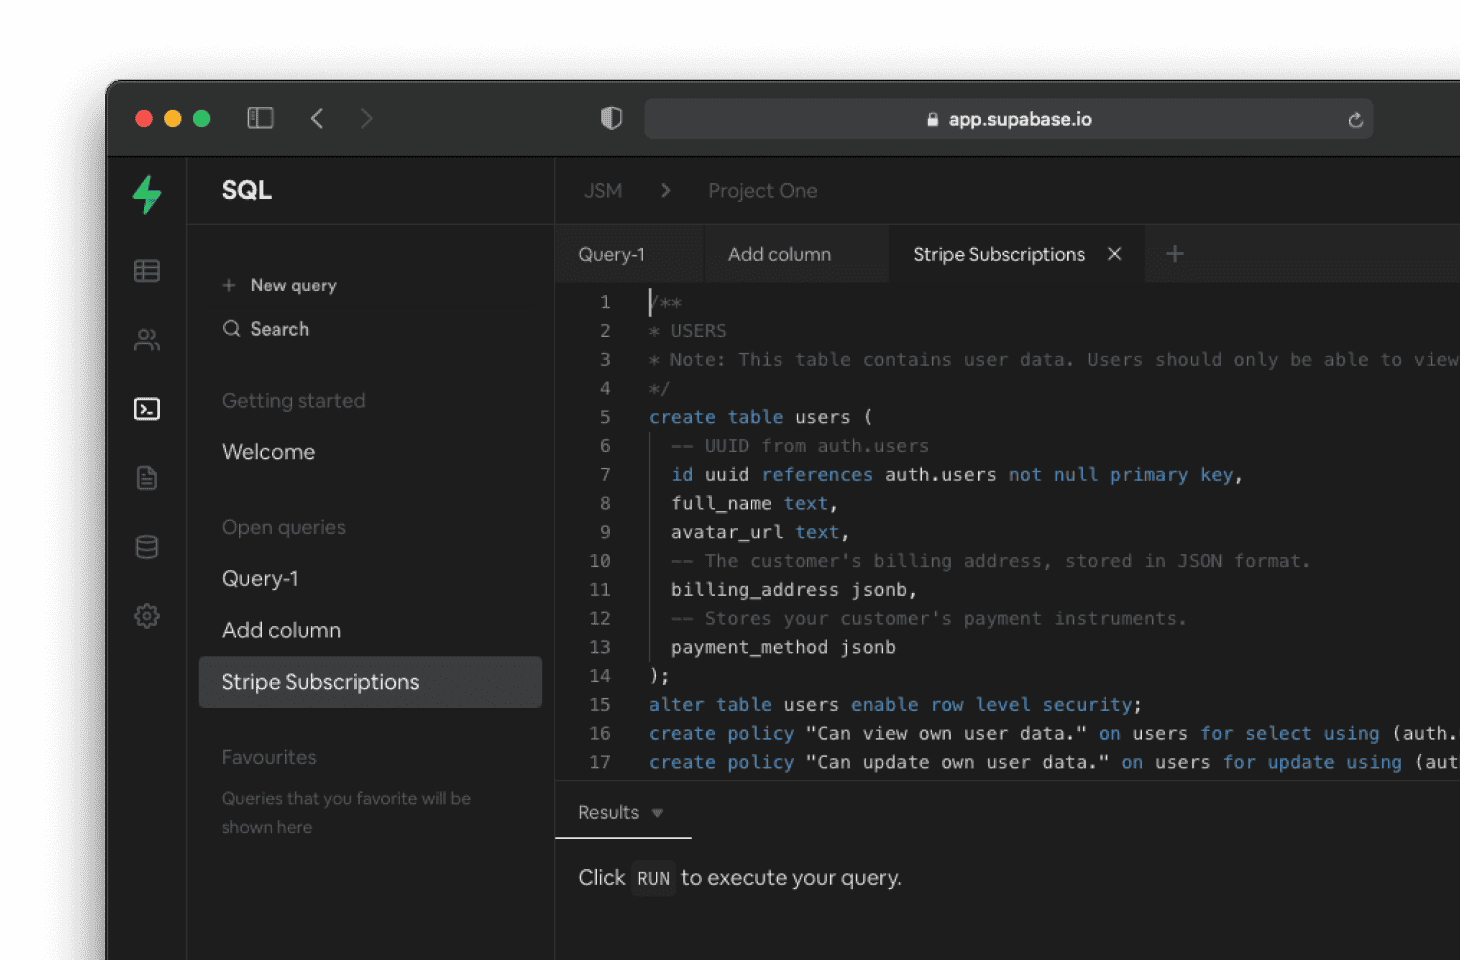 app.supabase.io
SQL
JSM > Project One
Query-1 Add column Stripe Subscriptions
+ New query
Search
Getting started
Welcome
Open queries
Query-1
Add column
Stripe Subscriptions
Favourites
Queries that you favorite will be
shown here
1 /**
2 * USERS
3 * Note: This table contains user data. Users should only be able to view
4 */
5 create table users (
6 -- UUID from auth.users
7 id uuid references auth.users not null primary key,
8 full_name text,
9 avatar_url text,
10 -- The customer's billing address, stored in JSON format.
11 billing_address jsonb,
12 -- Stores your customer's payment instruments.
13 payment_method jsonb
14 );
15 alter table users enable row level security;
16 create policy "Can view own user data." on users for select using (auth.
17 create policy "Can update own user data." on users for update using (aut
Results
Click RUN to execute your query.